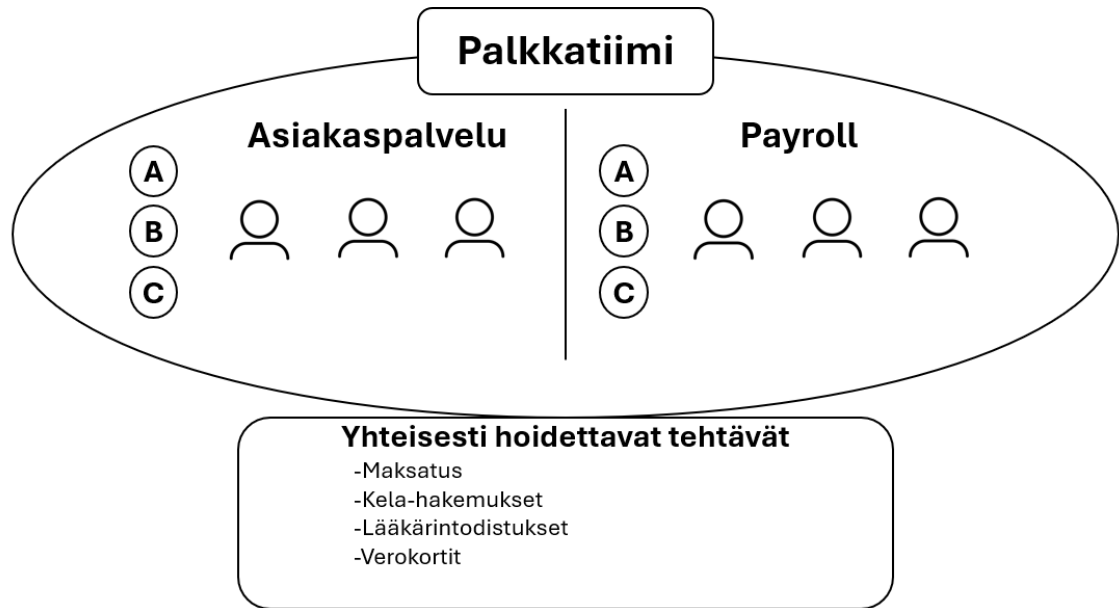 Palkkatiimi
Asiakaspalvelu
A
B
C
Payroll
A
B
C
Yhteisesti hoidettavat tehtävät
-Maksatus
-Kela-hakemukset
-Lääkärintodistukset
-Verokortit